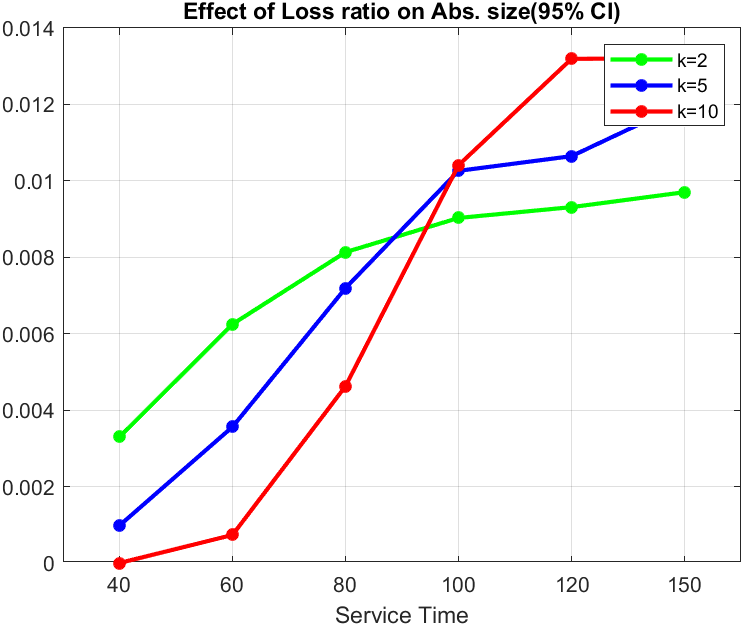 Effect of Loss ratio on Abs. size(95% CI)
0.014
0.012
0.01
0.008
0.006
0.004
0.002
0
k=2
k=5
k=10
40 60 80 100 120 150
Service Time